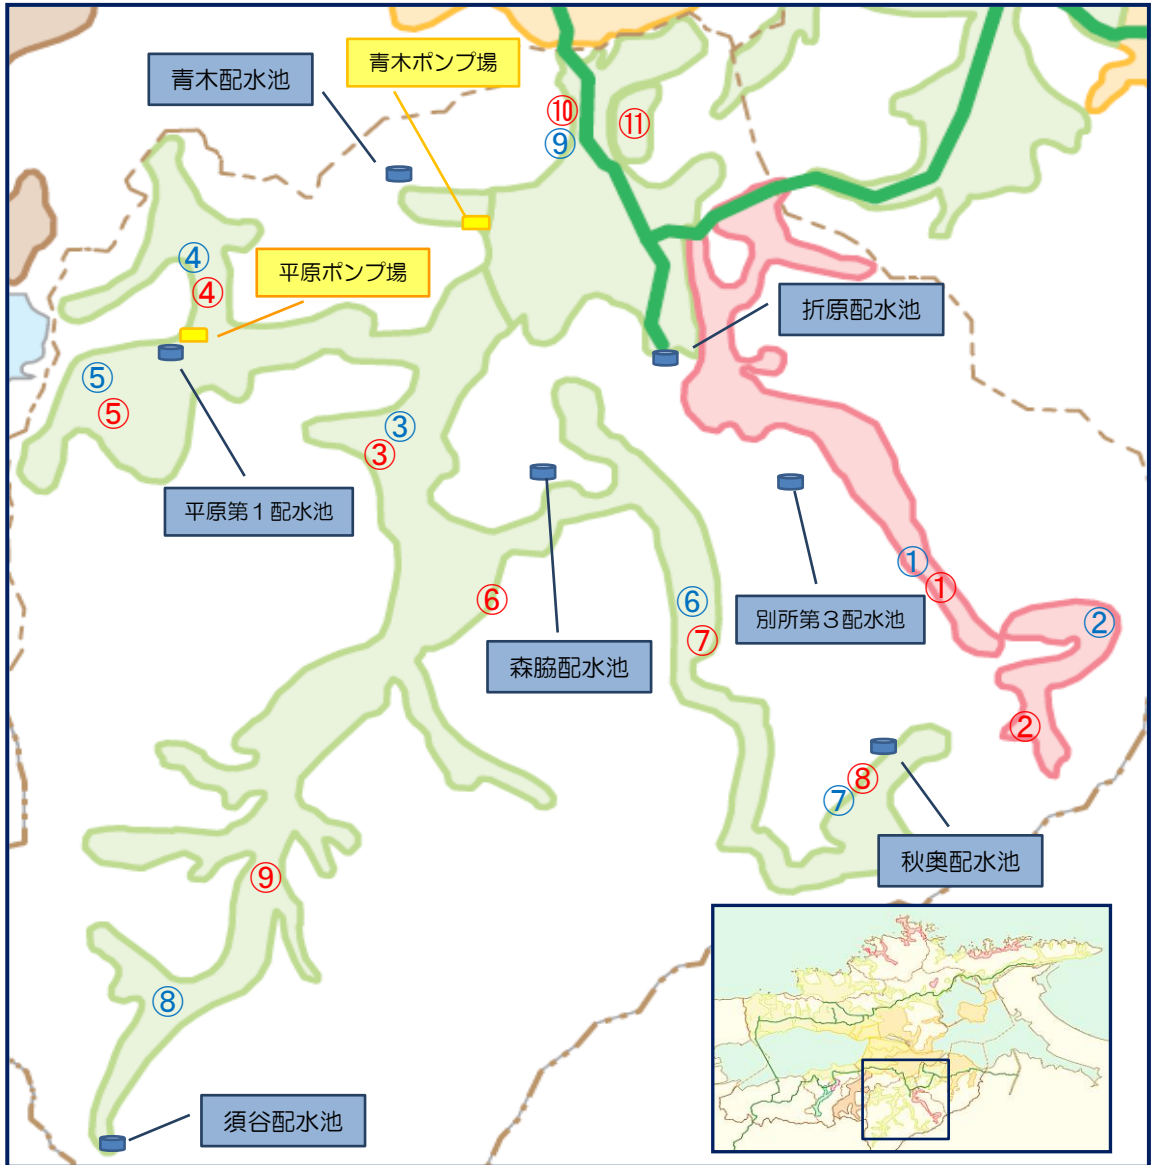 青木ポンプ場
青木配水池
⑩
⑪
⑨
④
平原ポンプ場
④
折原配水池
⑤
⑤
③
③
平原第1配水池
①
①
⑥
⑥
別所第3配水池
②
⑦
森脇配水池
②
⑧
⑦
秋奥配水池
⑨
⑧
須谷配水池